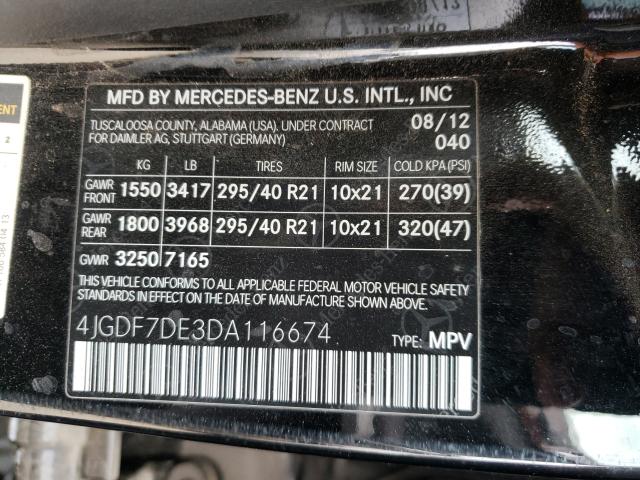 MFD BY MERCEDES-BENZ U.S. INTL., INC
TUSCALOOSA COUNTY, ALABAMA (USA). UNDER CONTRACT 08/12
FOR DAIMLER AG, STUTTGART (GERMANY) 040
KG LB TIRES RIM SIZE COLD KPA (PSI)
GAWR FRONT 1550 3417 295/40 R21 10x21 270(39)
GAWR REAR 1800 3968 295/40 R21 10x21 320(47)
GVWR 3250 7165
THIS VEHICLE CONFORMS TO ALL APPLICABLE FEDERAL MOTOR VEHICLE SAFETY
STANDARDS IN EFFECT ON THE DATE OF MANUFACTURE SHOWN ABOVE.
4JGDF7DE3DA116674 TYPE: MPV